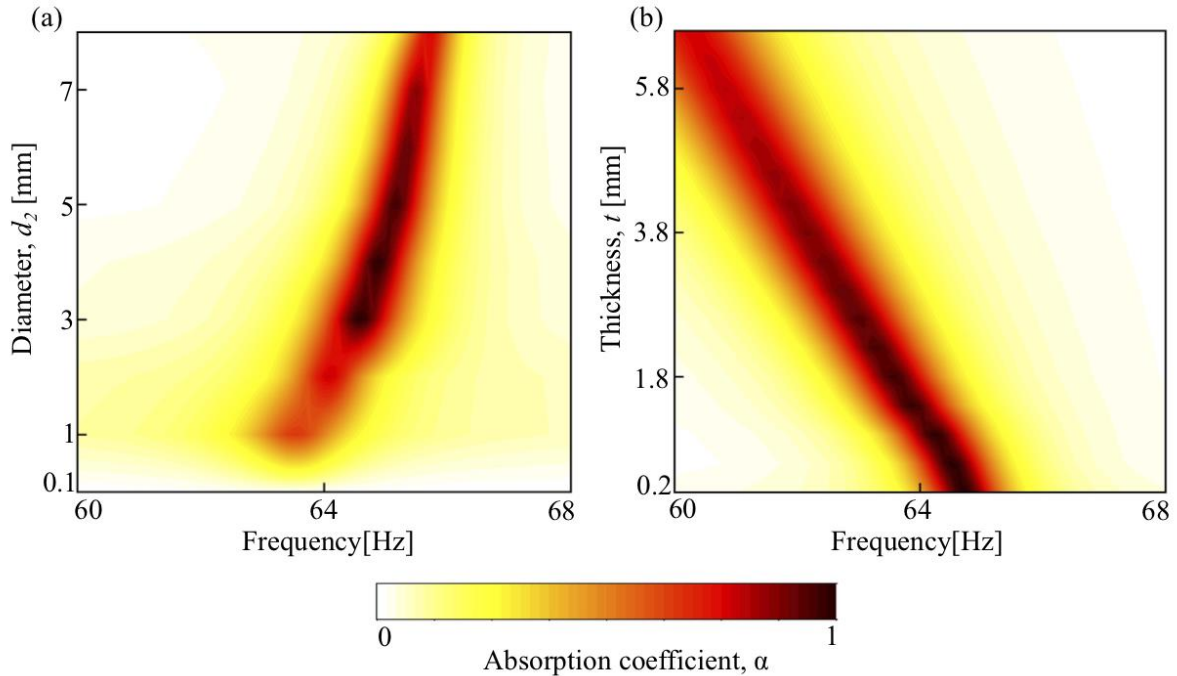 (a)
(b)
Diameter, d2 [mm]
7
5
3
1
0.1
60
64
68
Frequency[Hz]
Thickness, t [mm]
5.8
3.8
1.8
0.2
60
64
68
Frequency[Hz]
0
1
Absorption coefficient, α